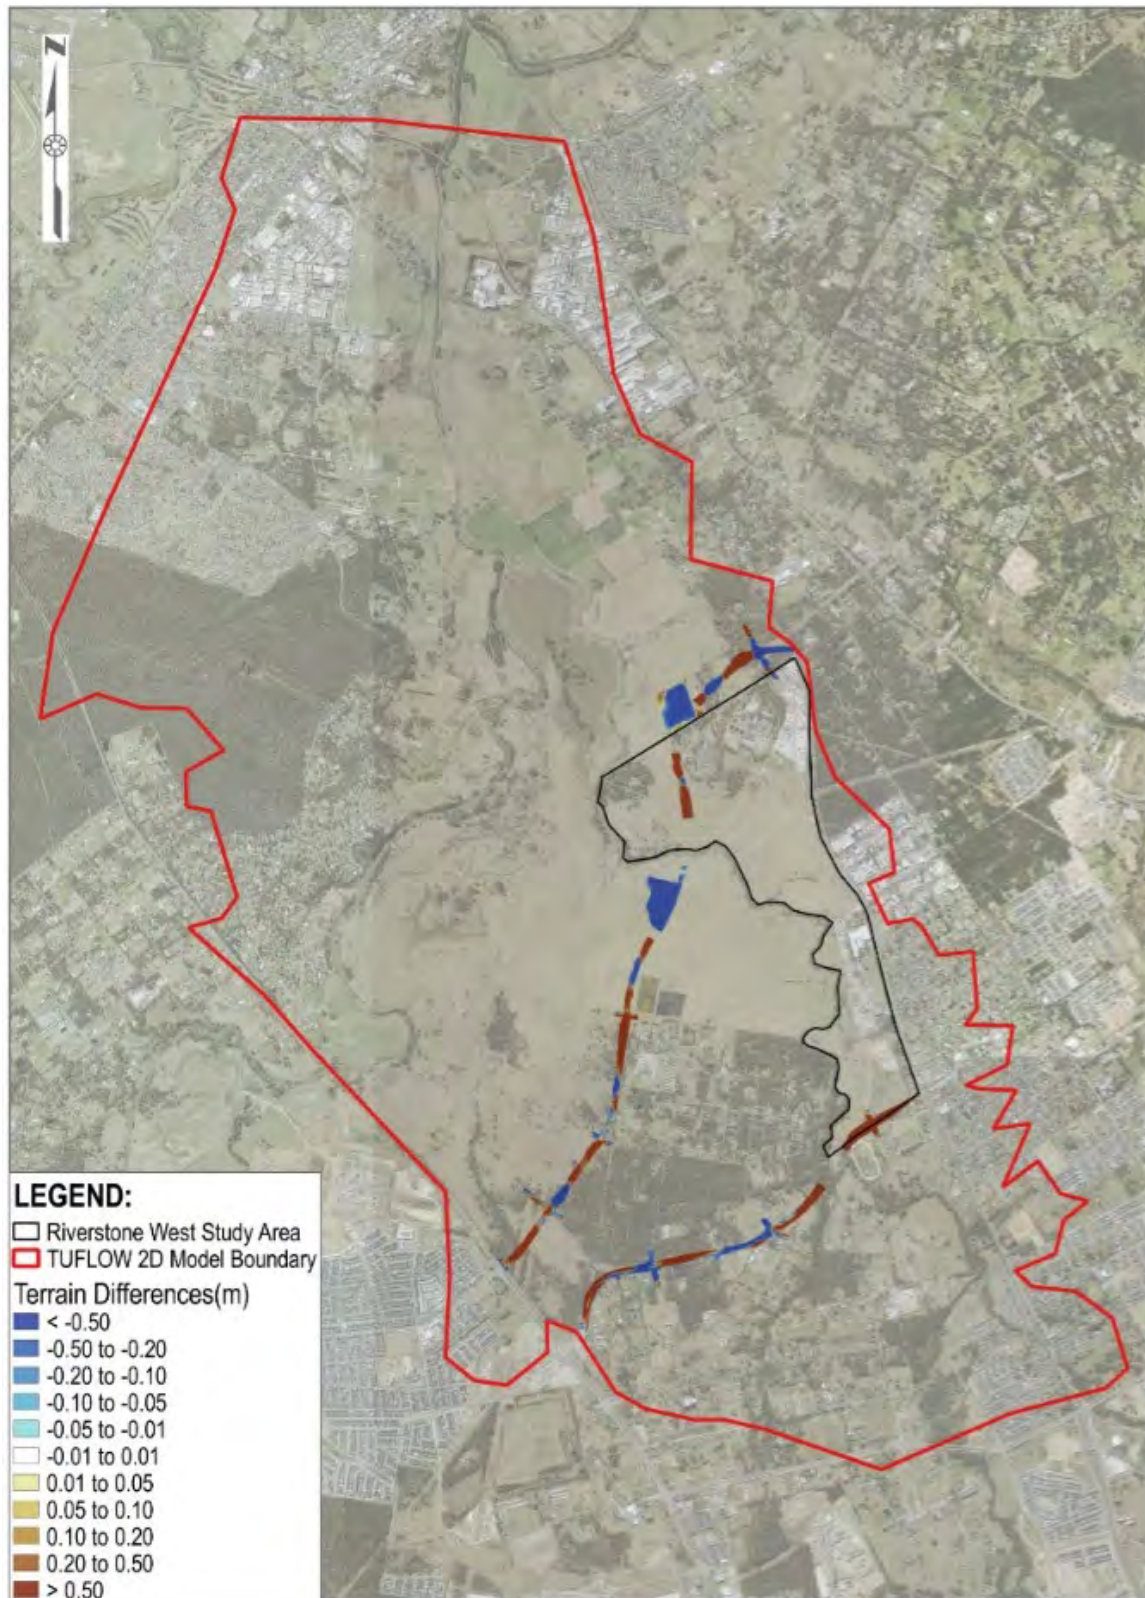 N
LEGEND:
Riverstone West Study Area
TUFLOW 2D Model Boundary
Terrain Differences(m)
< -0.50
-0.50 to -0.20
-0.20 to -0.10
-0.10 to -0.05
-0.05 to -0.01
-0.01 to 0.01
0.01 to 0.05
0.05 to 0.10
0.10 to 0.20
0.20 to 0.50
> 0.50